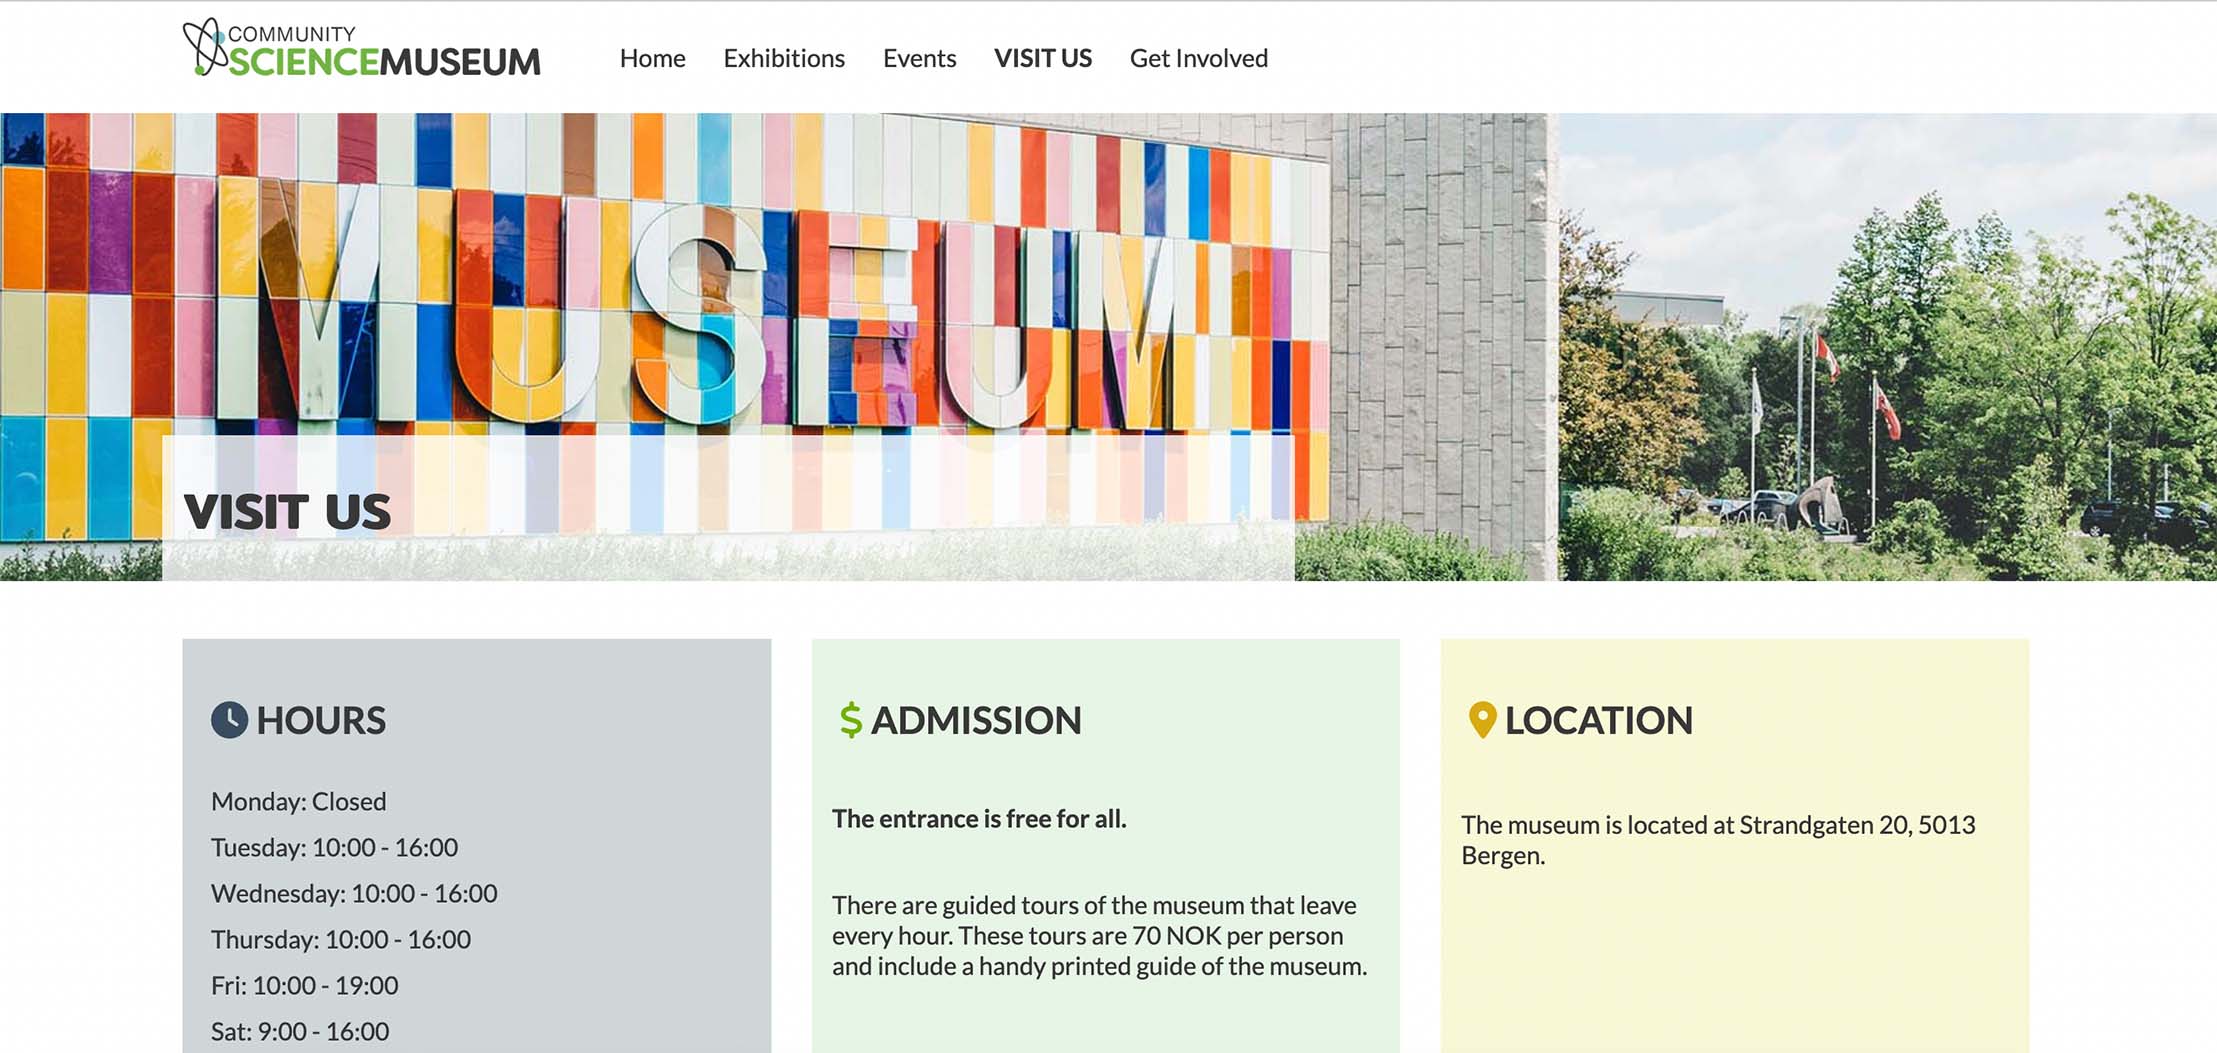 COMMUNITY
SCIENCEMUSEUM
Home Exhibitions Events VISIT US Get Involved
MUSEUM
VISIT US
HOURS
Monday: Closed
Tuesday: 10:00 - 16:00
Wednesday: 10:00 - 16:00
Thursday: 10:00 - 16:00
Fri: 10:00 - 19:00
Sat: 9:00 - 16:00
$ ADMISSION
The entrance is free for all.
There are guided tours of the museum that leave
every hour. These tours are 70 NOK per person
and include a handy printed guide of the museum.
LOCATION
The museum is located at Strandgaten 20, 5013
Bergen.